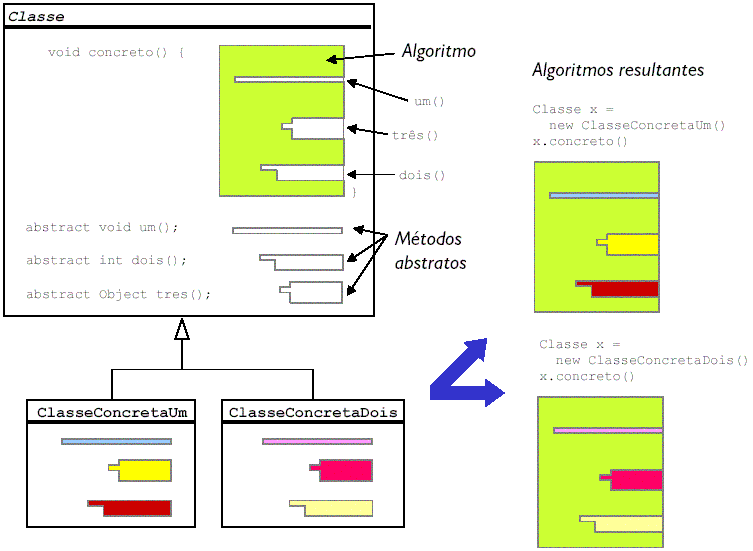 Classe
void concreto() {
Algoritmo
um()
três()
dois()
}
abstract void um();
abstract int dois();
abstract Object tres();
Métodos
abstratos
ClasseConcretaUm
ClasseConcretaDois
Algoritmos resultantes
Classe x =
new ClasseConcretaUm()
x.concreto()
Classe x =
new ClasseConcretaDois()
x.concreto()